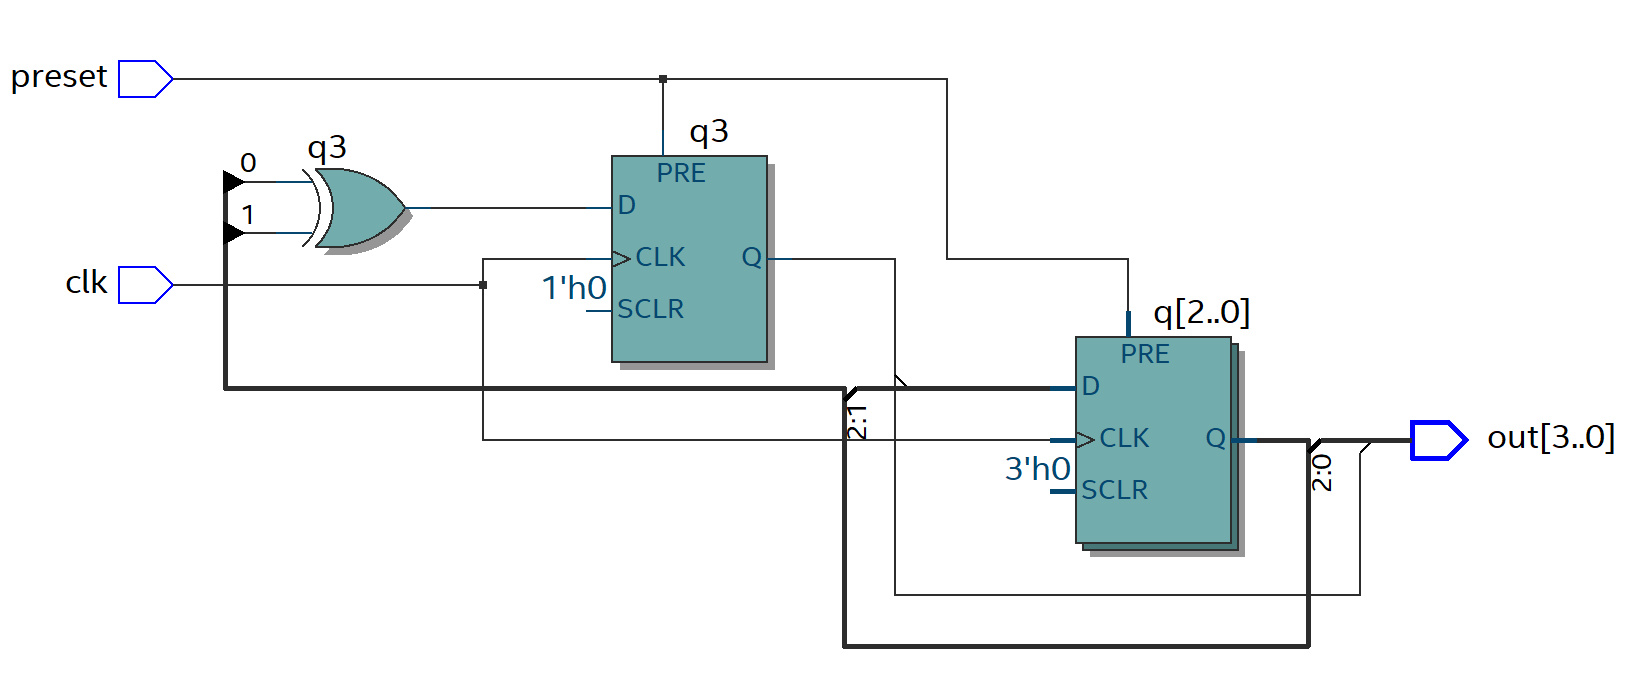 preset
q3
PRE
0
q3
D
1
CLK
Q
clk
1'h0
SCLR
q[2..0]
PRE
D
2:1
CLK
Q
out[3..0]
3'h0
2:0
SCLR